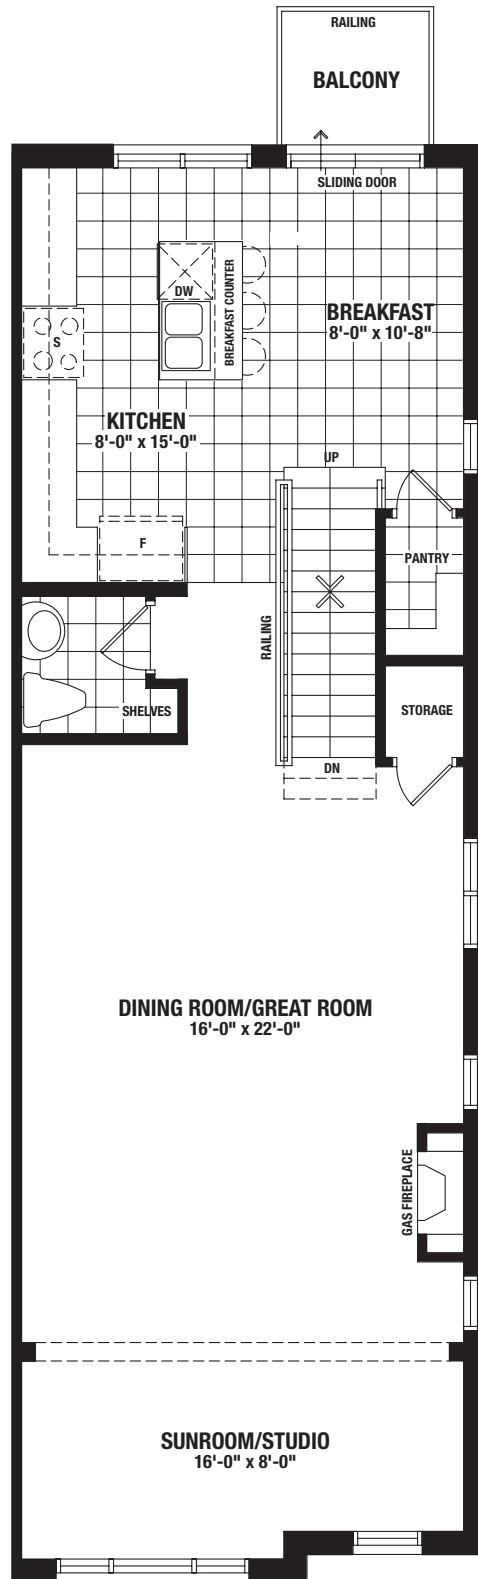 RAILING
BALCONY
SLIDING DOOR
DW
BREAKFAST COUNTER
BREAKFAST
8'-0" x 10'-8"
S
KITCHEN
8'-0" x 15'-0"
UP
F
PANTRY
RAILING
SHELVES
STORAGE
DN
DINING ROOM/GREAT ROOM
16'-0" x 22'-0"
GAS FIREPLACE
SUNROOM/STUDIO
16'-0" x 8'-0"